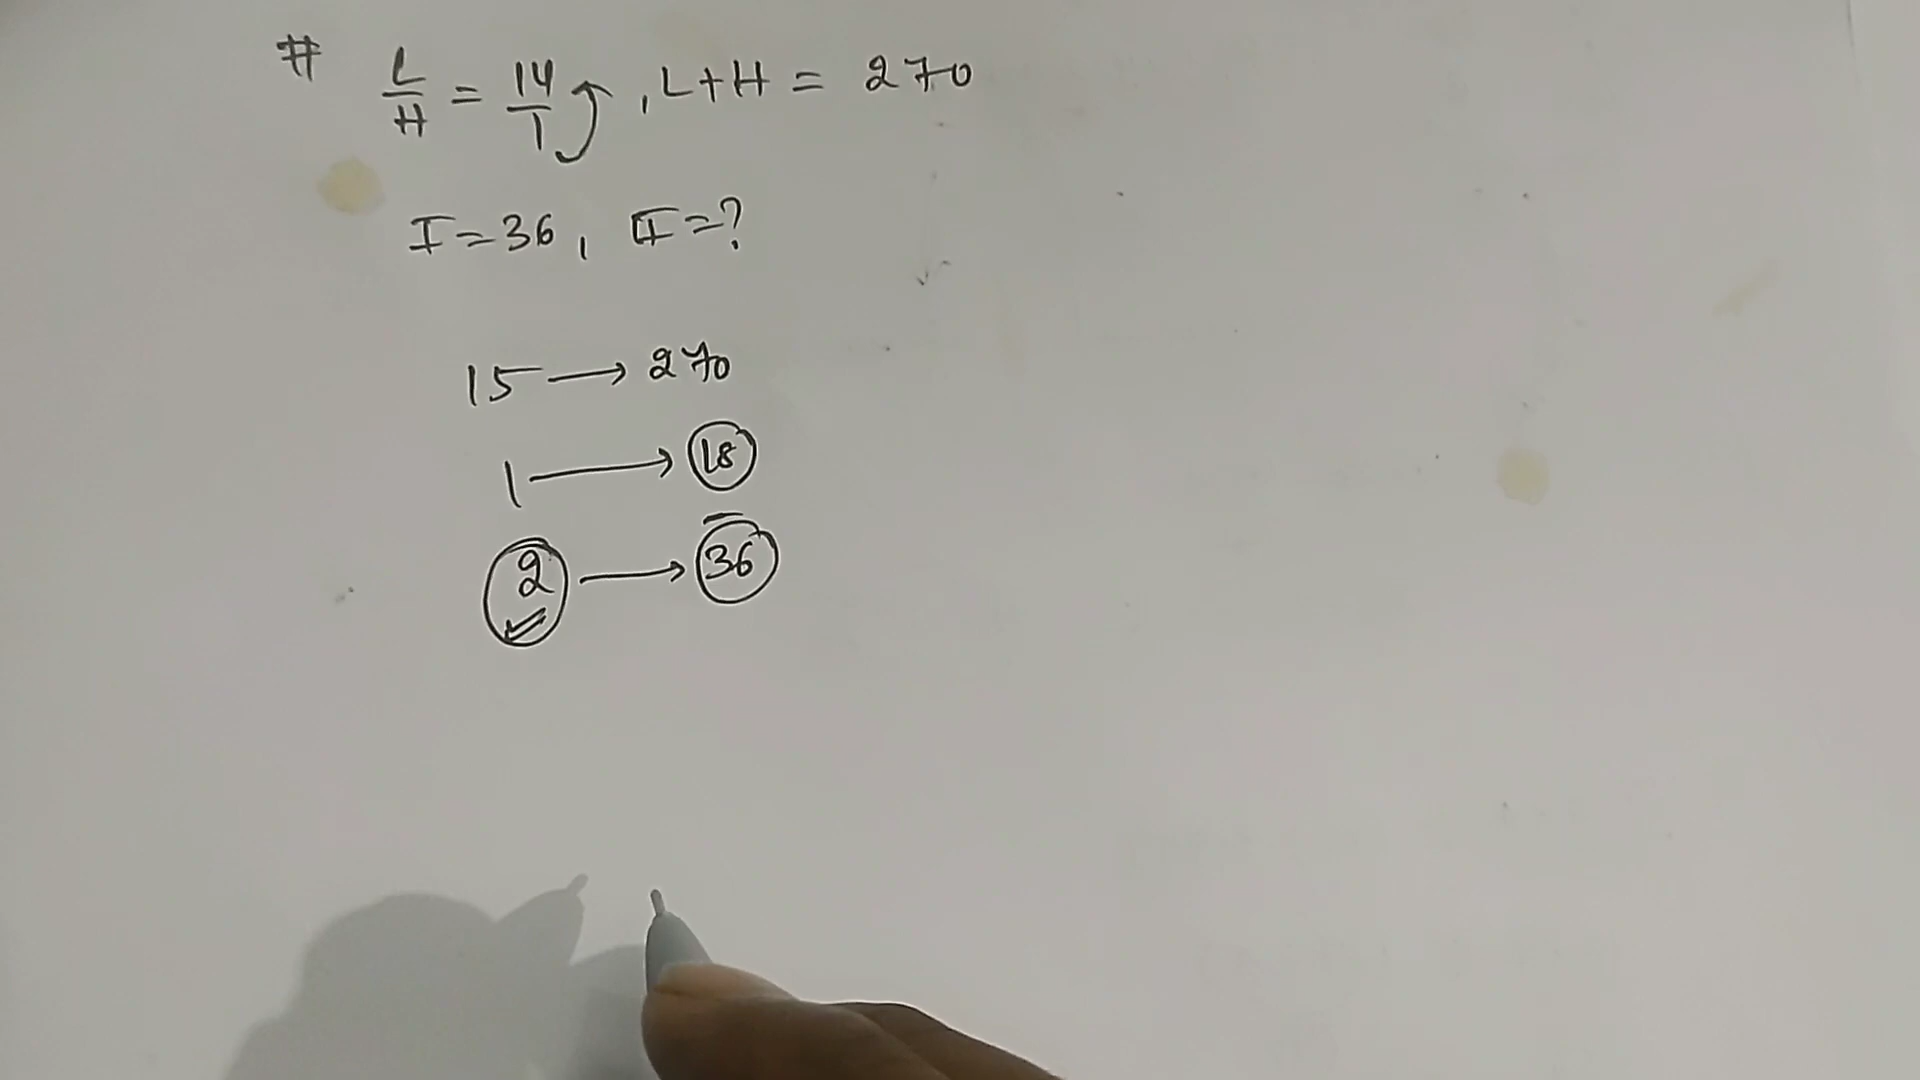 # L/H = 14/1 , L+H = 270
I=36, II=?
15 → 270
1 → 18
2 → 36